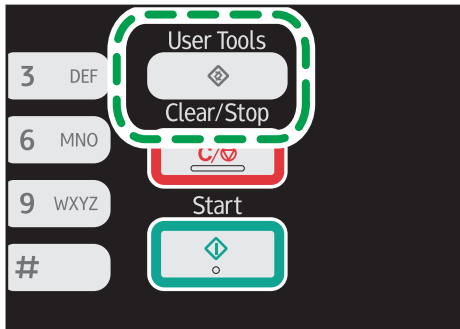 User Tools
3 DEF
Clear/Stop
6 MNO
C/
9 WXYZ
Start
#